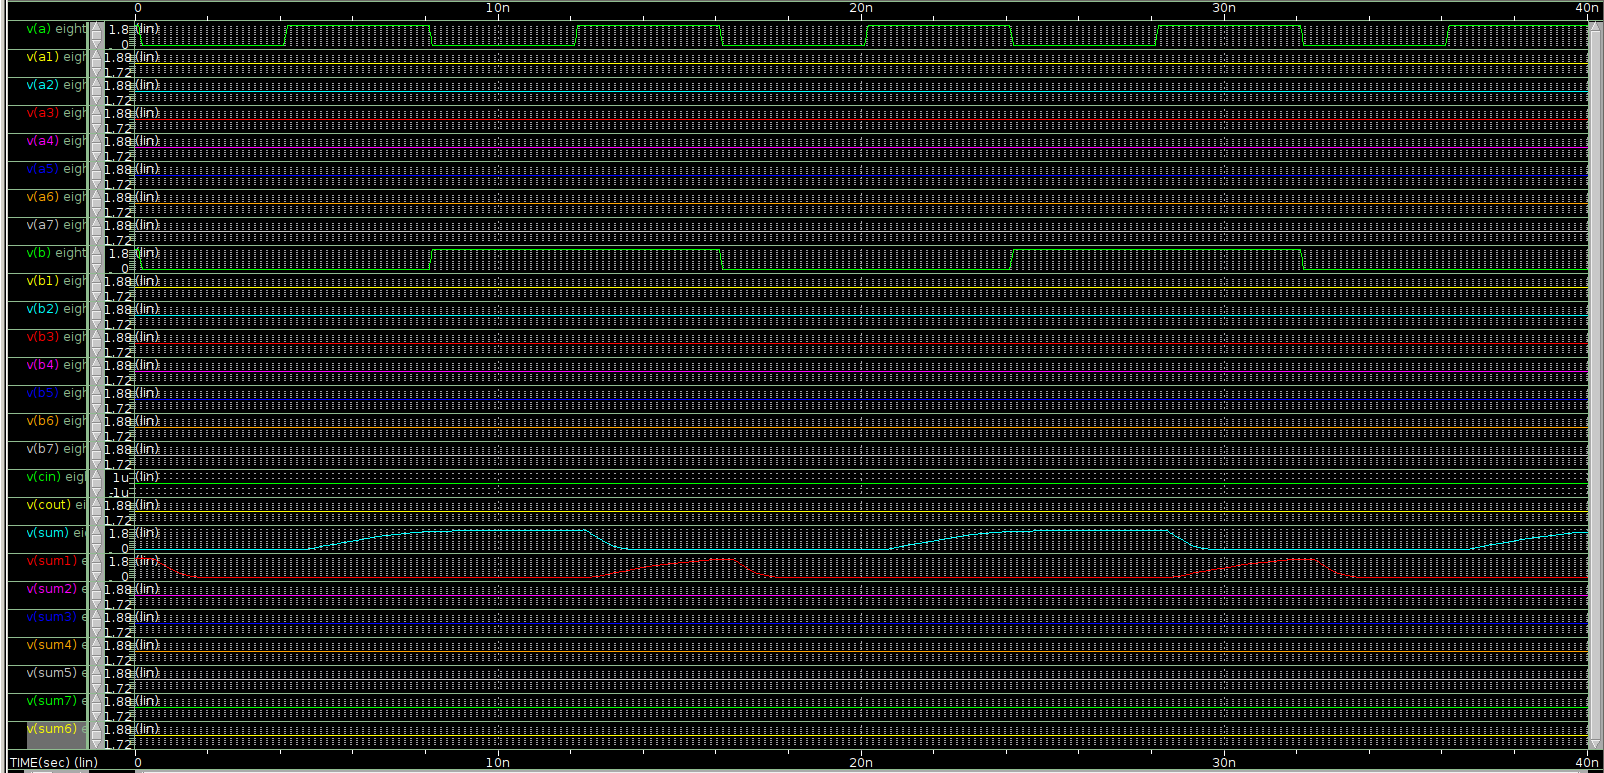 0 10n 20n 30n 40n
v(a) eight 1.8 (lin)
0
v(a1) eigh 1.88 (lin)
1.72
v(a2) eigh 1.88 (lin)
1.72
v(a3) eigh 1.88 (lin)
1.72
v(a4) eigh 1.88 (lin)
1.72
v(a5) eigh 1.88 (lin)
1.72
v(a6) eigh 1.88 (lin)
1.72
v(a7) eigh 1.88 (lin)
1.72
v(b) eight 1.8 (lin)
0
v(b1) eigh 1.88 (lin)
1.72
v(b2) eigh 1.88 (lin)
1.72
v(b3) eigh 1.88 (lin)
1.72
v(b4) eigh 1.88 (lin)
1.72
v(b5) eigh 1.88 (lin)
1.72
v(b6) eigh 1.88 (lin)
1.72
v(b7) eigh 1.88 (lin)
1.72
v(cin) eigh 1u (lin)
-1u
v(cout) ei 1.88 (lin)
1.72
v(sum) eig 1.8 (lin)
0
v(sum1) e 1.8 (lin)
0
v(sum2) e 1.88 (lin)
1.72
v(sum3) e 1.88 (lin)
1.72
v(sum4) e 1.88 (lin)
1.72
v(sum5) e 1.88 (lin)
1.72
v(sum7) e 1.88 (lin)
1.72
v(sum6) e 1.88 (lin)
1.72
TIME(sec) (lin) 0 10n 20n 30n 40n